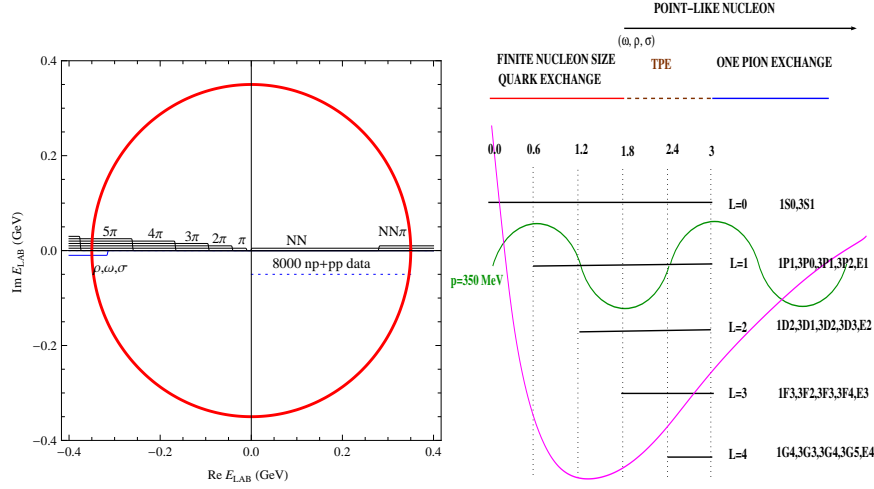 0.4
0.2
0.0
−0.2
−0.4
Im E LAB (GeV)
5π
4π
3π
2π
π
NN
NNπ
ρ,ω,σ
8000 np+pp data
−0.4
−0.2
0.0
0.2
0.4
Re E LAB (GeV)
POINT−LIKE NUCLEON
(ω, ρ, σ)
FINITE NUCLEON SIZE
QUARK EXCHANGE
TPE
ONE PION EXCHANGE
0.0
0.6
1.2
1.8
2.4
3
L=0
1S0,3S1
p=350 MeV
L=1
1P1,3P0,3P1,3P2,E1
L=2
1D2,3D1,3D2,3D3,E2
L=3
1F3,3F2,3F3,3F4,E3
L=4
1G4,3G3,3G4,3G5,E4